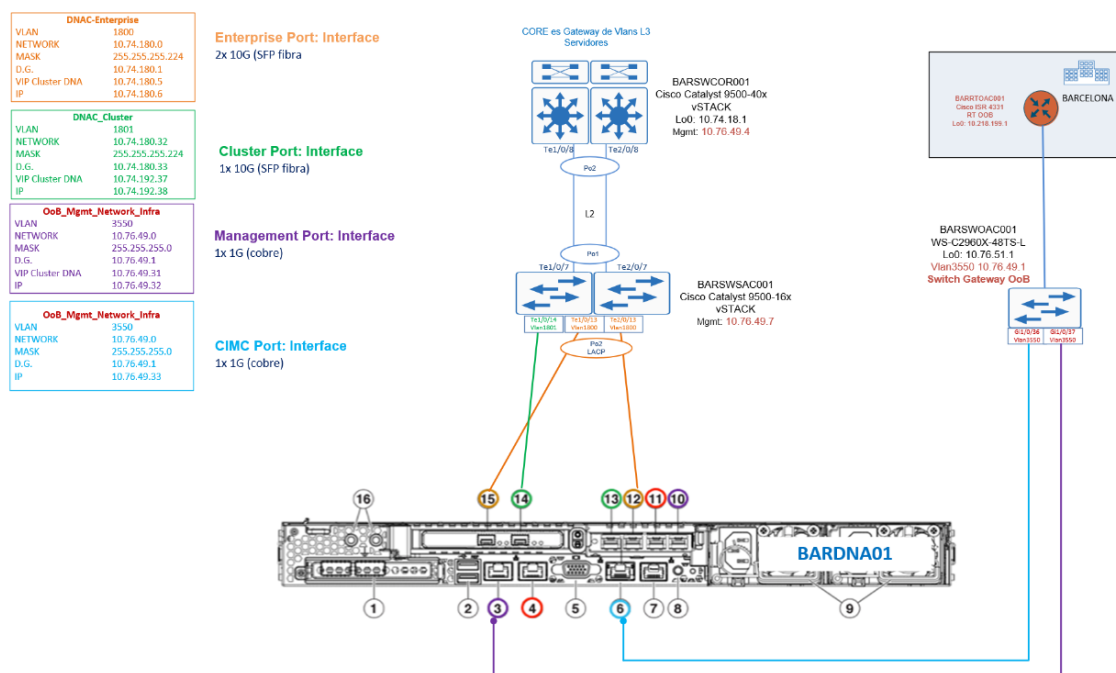 DNAC-Enterprise
VLAN 1800
NETWORK 10.74.180.0
MASK 255.255.255.224
D.G. 10.74.180.1
VIP Cluster DNA 10.74.180.5
IP 10.74.180.6
Enterprise Port: Interface
2x 10G (SFP fibra
DNAC_Cluster
VLAN 1801
NETWORK 10.74.180.32
MASK 255.255.255.224
D.G. 10.74.180.33
VIP Cluster DNA 10.74.192.37
IP 10.74.192.38
Cluster Port: Interface
1x 10G (SFP fibra)
OoB_Mgmt_Network_Infra
VLAN 3550
NETWORK 10.76.49.0
MASK 255.255.255.0
D.G. 10.76.49.1
VIP Cluster DNA 10.76.49.31
IP 10.76.49.32
Management Port: Interface
1x 1G (cobre)
OoB_Mgmt_Network_Infra
VLAN 3550
NETWORK 10.76.49.0
MASK 255.255.255.0
D.G. 10.76.49.1
IP 10.76.49.33
CIMC Port: Interface
1x 1G (cobre)
CORE es Gateway de Vlans L3
Servidores
BARSWCOR001
Cisco Catalyst 9500-40x
vSTACK
Lo0: 10.74.18.1
Mgmt: 10.76.49.4
Te1/0/8 Te2/0/8
Po2
L2
Po1
Te1/0/7 Te2/0/7
BARSWSAC001
Cisco Catalyst 9500-16x
vSTACK
Mgmt: 10.76.49.7
Te1/0/14 Te1/0/13 Te2/0/13
Vlan1801 Vlan1800 Vlan1800
Po2
LACP
BARRTOAC001
Cisco ISR 4331
RT OOB
Lo0: 10.218.199.1
BARCELONA
BARSWOAC001
WS-C2960X-48TS-L
Lo0: 10.76.51.1
Vlan3550 10.76.49.1
Switch Gateway OoB
Gi1/0/36 Gi1/0/37
Vlan3550 Vlan3550
16 15 14 13 12 11 10
BARDNA01
1 2 3 4 5 6 7 8 9